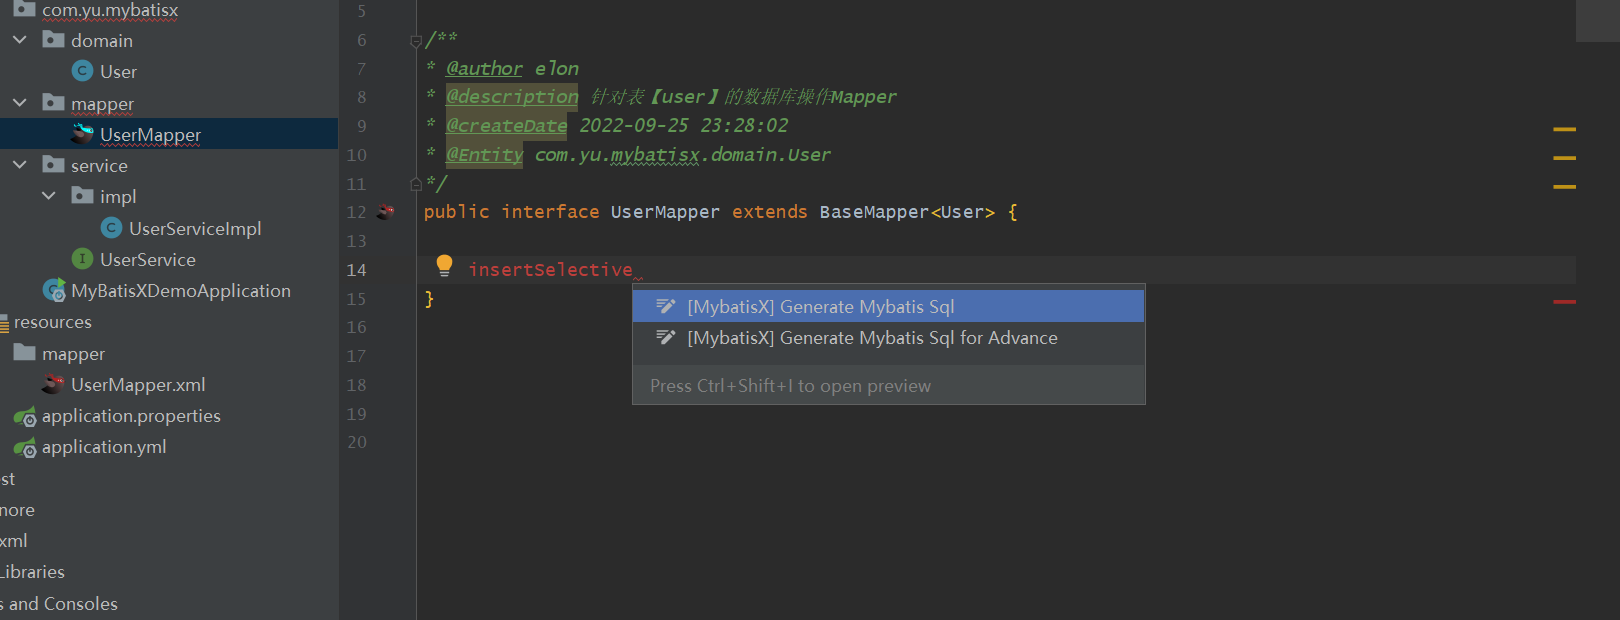 com.yu.mybatisx
domain
User
mapper
UserMapper
service
impl
UserServiceImpl
UserService
MyBatisXDemoApplication
resources
mapper
UserMapper.xml
application.properties
application.yml
st
nore
xml
Libraries
s and Consoles
5
6 /**
7 * @author elon
8 * @description 针对表【user】的数据库操作Mapper
9 * @createDate 2022-09-25 23:28:02
10 * @Entity com.yu.mybatisx.domain.User
11 */
12 public interface UserMapper extends BaseMapper<User> {
13
14 insertSelective
15 }
16
17
18
19
20
[MybatisX] Generate Mybatis Sql
[MybatisX] Generate Mybatis Sql for Advance
Press Ctrl+Shift+I to open preview